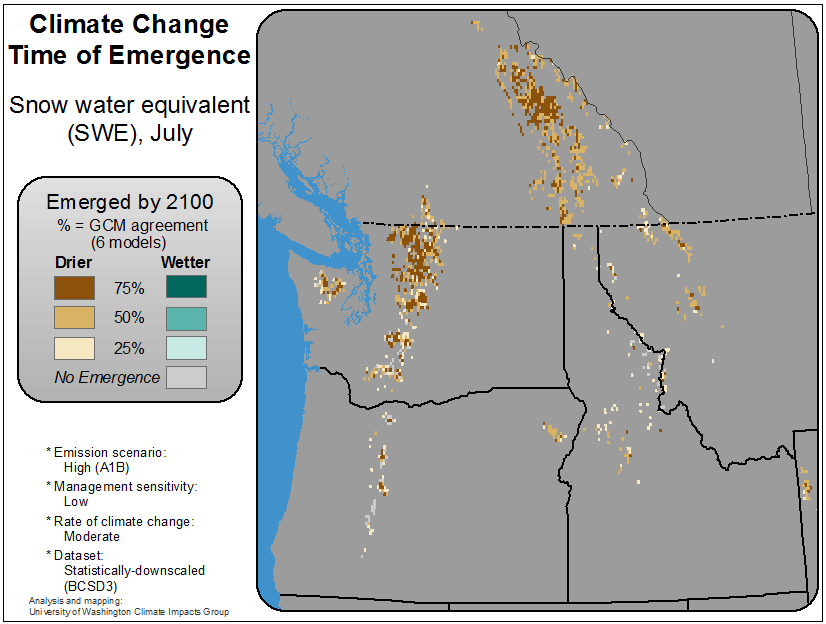 Climate Change
Time of Emergence
Snow water equivalent
(SWE), July
Emerged by 2100
% = GCM agreement
(6 models)
Drier Wetter
75%
50%
25%
No Emergence
* Emission scenario:
High (A1B)
* Management sensitivity:
Low
* Rate of climate change:
Moderate
* Dataset:
Statistically-downscaled
(BCSD3)
Analysis and mapping:
University of Washington Climate Impacts Group